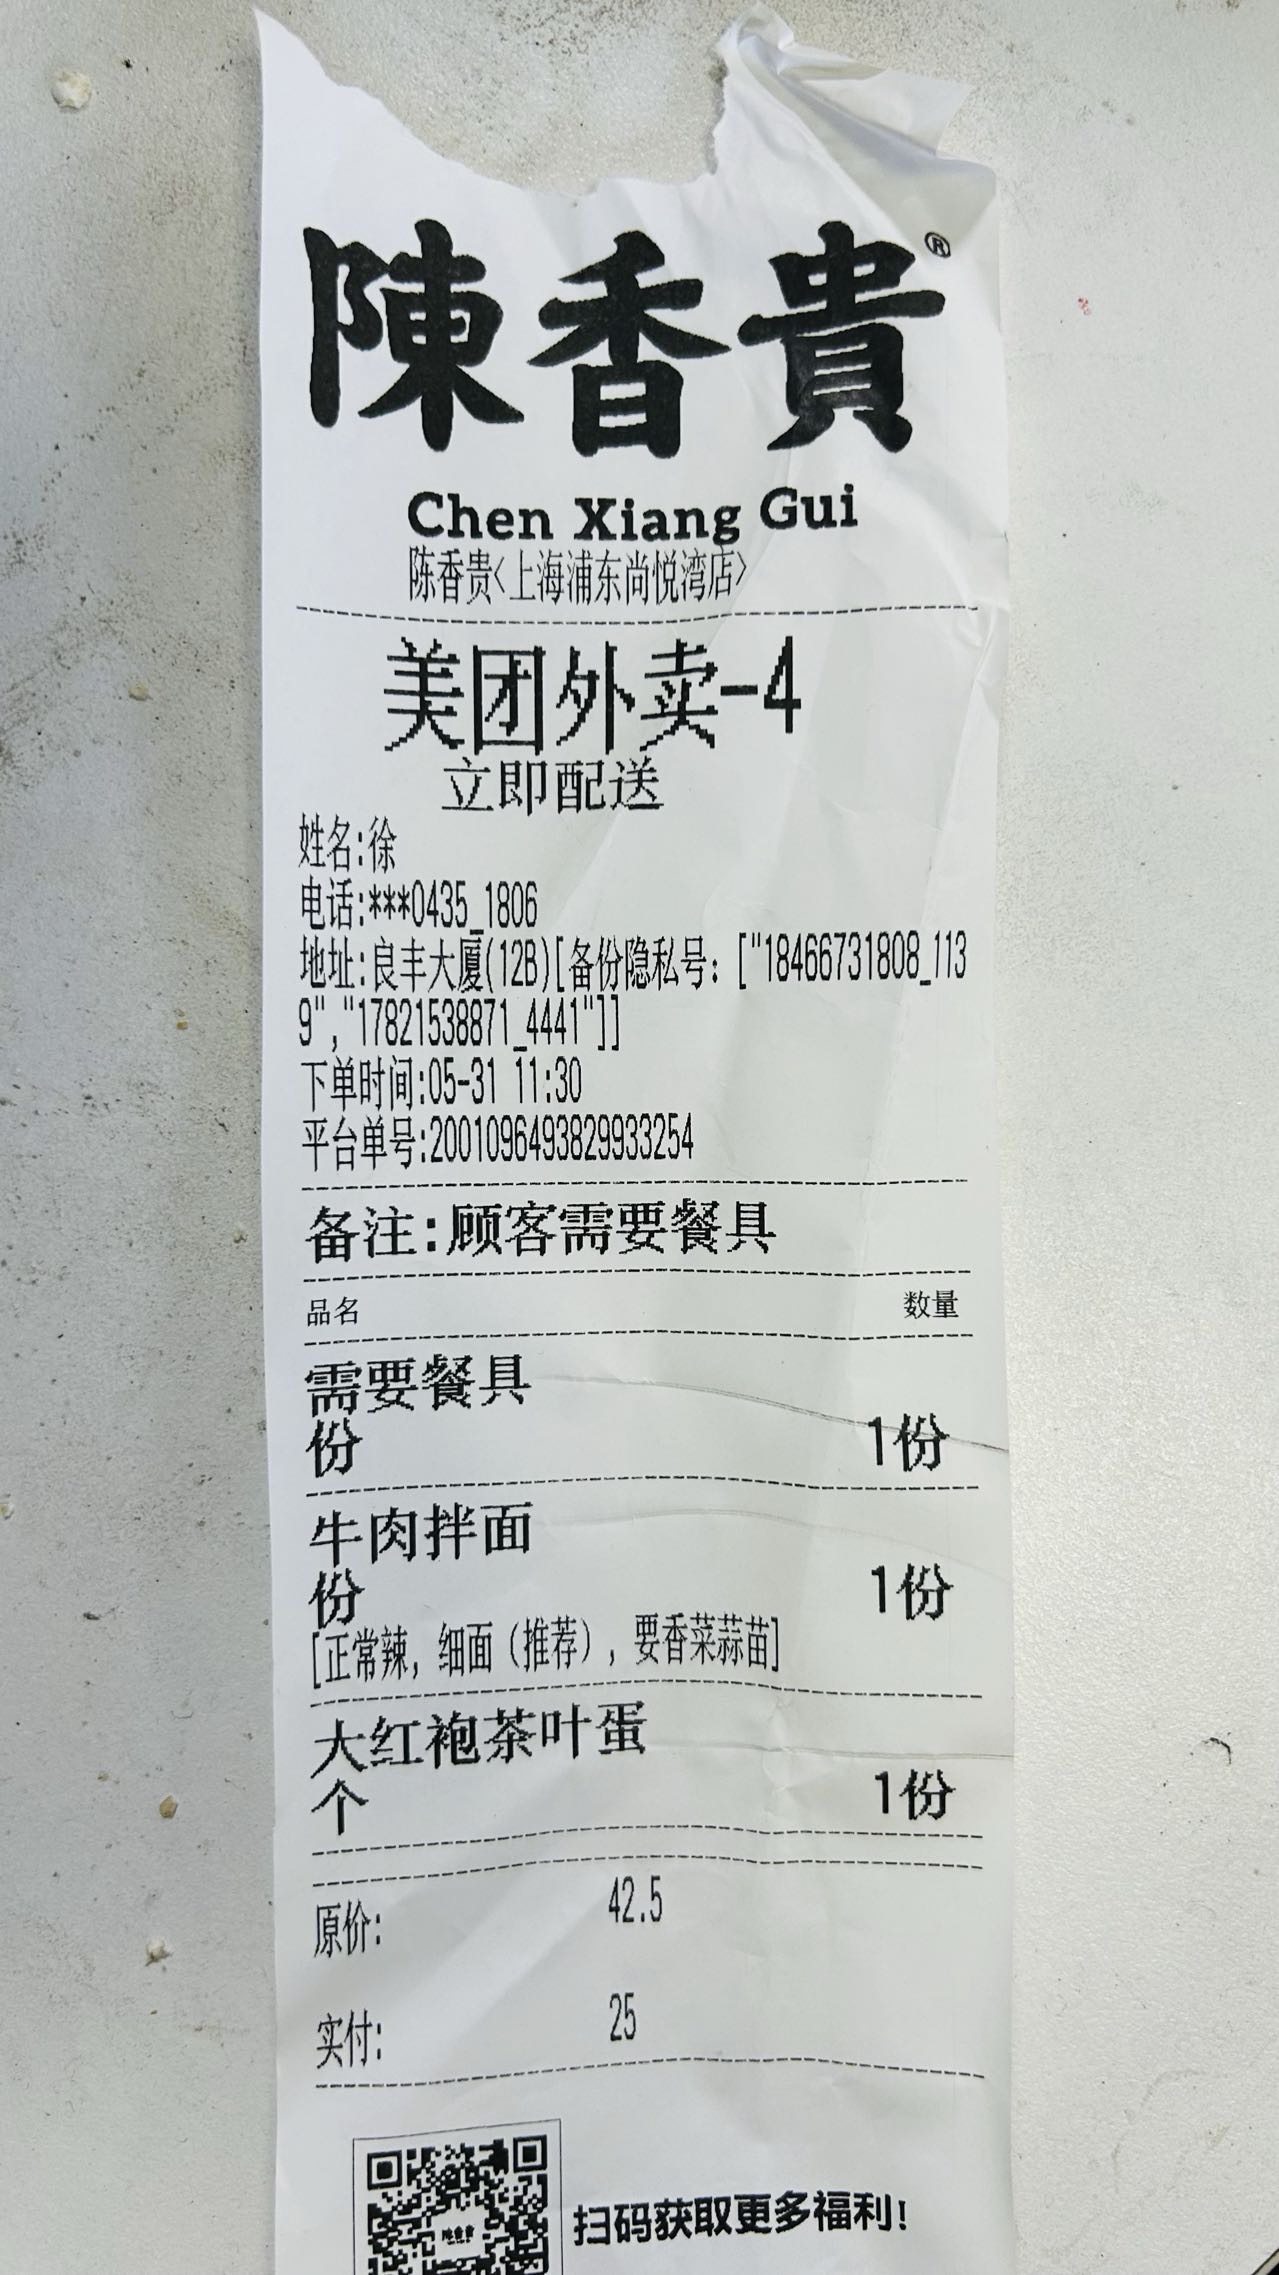 陳香貴®
Chen Xiang Gui
陈香贵<上海浦东尚悦湾店>
美团外卖-4
立即配送
姓名:徐
电话:***0435_1806
地址:良丰大厦(12B)[备份隐私号: ["18466731808_113
9","17821538871_4441"]]
下单时间:05-31 11:30
平台单号:2001096493829933254
备注:顾客需要餐具
品名 数量
需要餐具
份 1份
牛肉拌面
份 1份
[正常辣, 细面 (推荐) , 要香菜蒜苗]
大红袍茶叶蛋
个 1份
原价: 42.5
实付: 25
扫码获取更多福利!
陳香貴